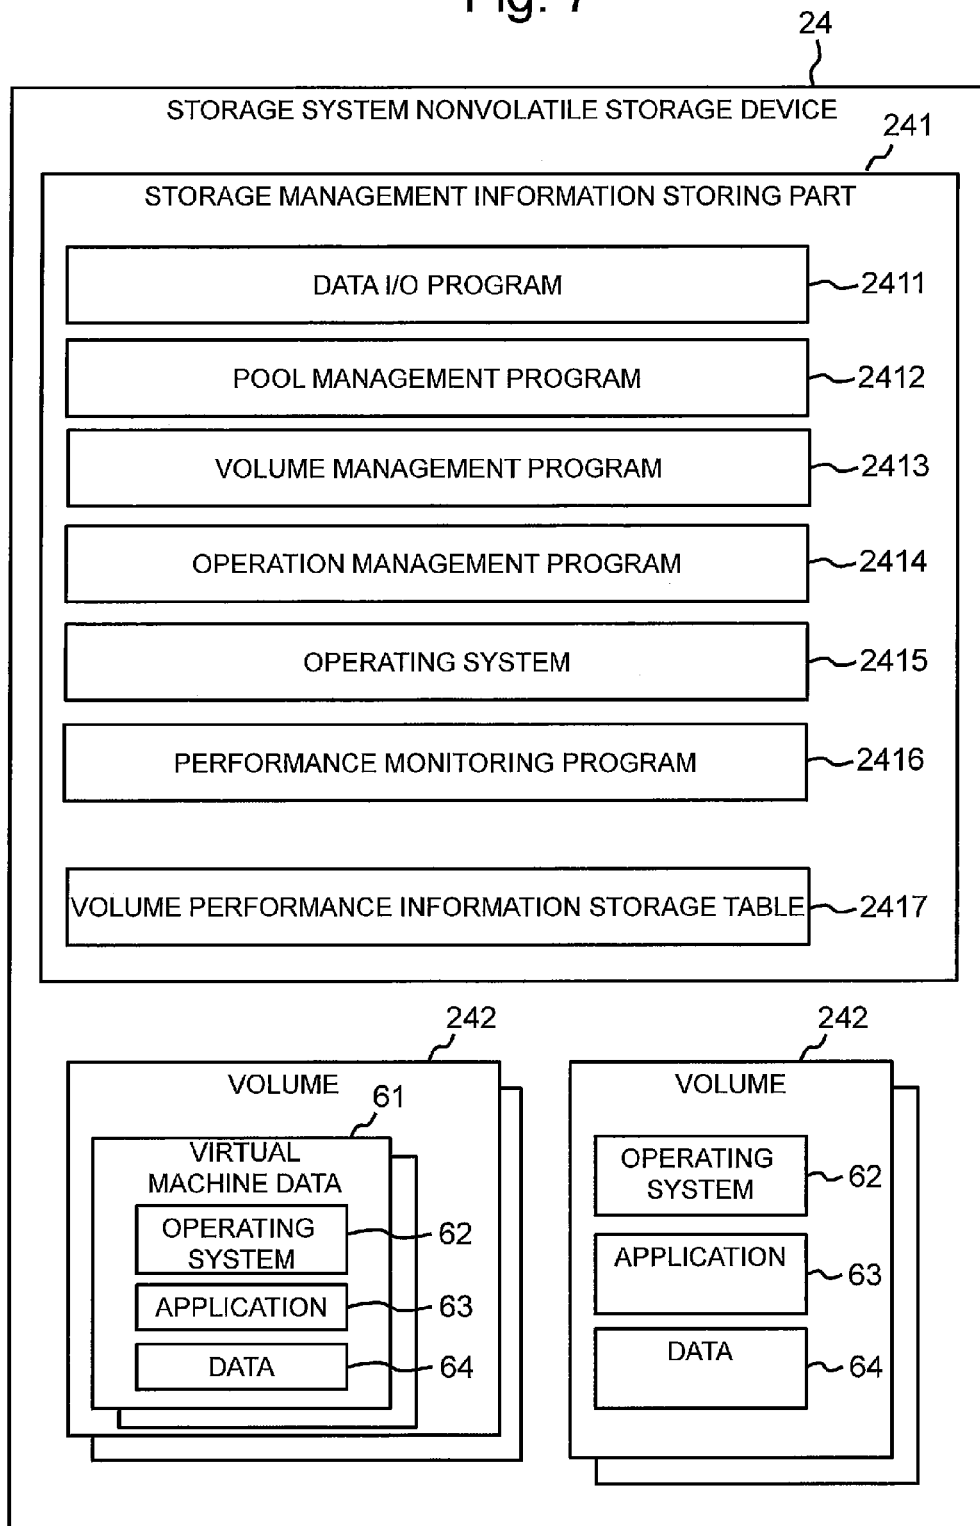 Fig. 7
24
STORAGE SYSTEM NONVOLATILE STORAGE DEVICE
241
STORAGE MANAGEMENT INFORMATION STORING PART
DATA I/O PROGRAM 2411
POOL MANAGEMENT PROGRAM 2412
VOLUME MANAGEMENT PROGRAM 2413
OPERATION MANAGEMENT PROGRAM 2414
OPERATING SYSTEM 2415
PERFORMANCE MONITORING PROGRAM 2416
VOLUME PERFORMANCE INFORMATION STORAGE TABLE 2417
242
VOLUME
61
VIRTUAL
MACHINE DATA
OPERATING
SYSTEM
62
APPLICATION 63
DATA 64
242
VOLUME
OPERATING
SYSTEM
62
APPLICATION
63
DATA
64